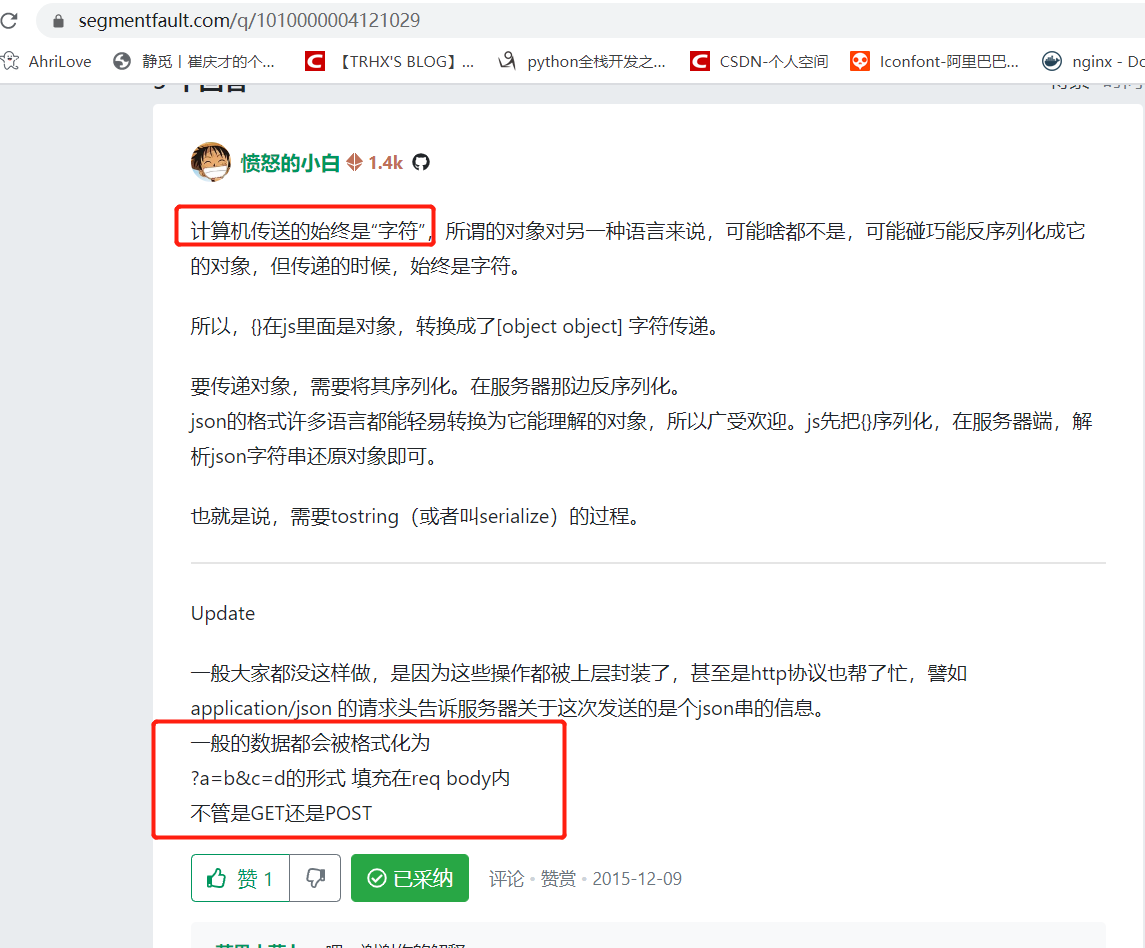 segmentfault.com/q/1010000004121029
AhriLove 静觅丨崔庆才的个... 【TRHX'S BLOG】... python全栈开发之... CSDN-个人空间 Iconfont-阿里巴巴... nginx - Do
愤怒的小白 1.4k
计算机传送的始终是“字符”，所谓的对象对另一种语言来说，可能啥都不是，可能碰巧能反序列化成它
的对象，但传递的时候，始终是字符。
所以，{}在js里面是对象，转换成了[object object] 字符传递。
要传递对象，需要将其序列化。在服务器那边反序列化。
json的格式许多语言都能轻易转换为它能理解的对象，所以广受欢迎。js先把{}序列化，在服务器端，解
析json字符串还原对象即可。
也就是说，需要tostring（或者叫serialize）的过程。
Update
一般大家都没这样做，是因为这些操作都被上层封装了，甚至是http协议也帮了忙，譬如
application/json 的请求头告诉服务器关于这次发送的是个json串的信息。
一般的数据都会被格式化为
?a=b&c=d的形式 填充在req body内
不管是GET还是POST
赞 1 已采纳 评论 • 赞赏 • 2015-12-09